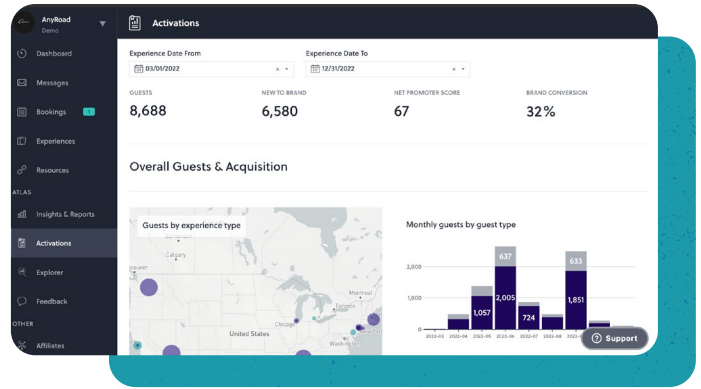 AnyRoad
Demo
Activations
Dashboard
Messages
Bookings 1
Experiences
Resources
ATLAS
Insights & Reports
Activations
Explorer
Feedback
OTHER
Affiliates
Experience Date From
03/01/2022 × 
Experience Date To
12/31/2022 ×
GUESTS
8,688
NEW TO BRAND
6,580
NET PROMOTER SCORE
67
BRAND CONVERSION
32%
Overall Guests & Acquisition
Guests by experience type
Calgary
Montreal
Toronto
Chicago
United States
Monthly guests by guest type
2,000
1,000
0
637
633
1,057
2,005
724
1,851
2022-03 2022-04 2022-05 2022-06 2022-07 2022-08
Support